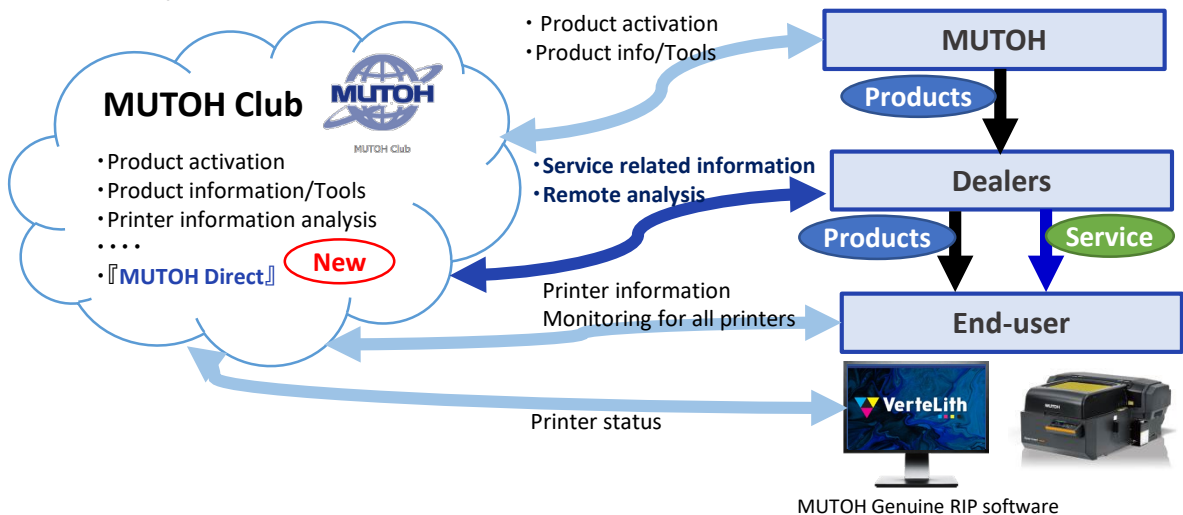 MUTOH Club
MUTOH
MUTOH Club
・Product activation
・Product information/Tools
・Printer information analysis
・・・・
・『MUTOH Direct』
New
・ Product activation
・Product info/Tools
・Service related information
・Remote analysis
Printer information
Monitoring for all printers
Printer status
MUTOH
Products
Dealers
Products
Service
End-user
VerteLith
MUTOH
MUTOH Genuine RIP software